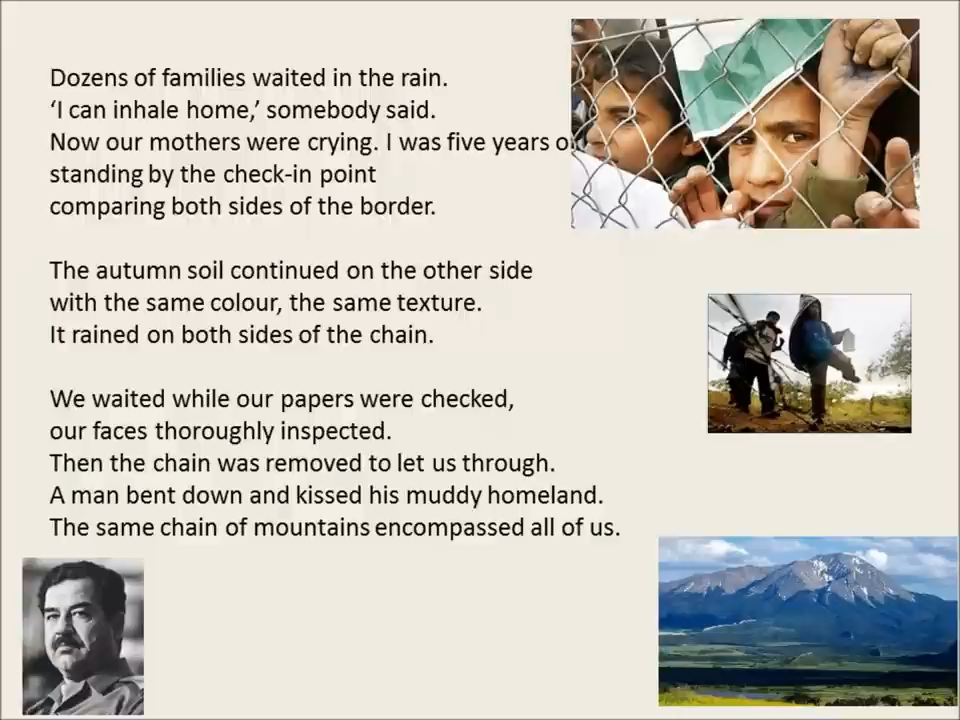 Dozens of families waited in the rain.
‘I can inhale home,’ somebody said.
Now our mothers were crying. I was five years
standing by the check-in point
comparing both sides of the border.
The autumn soil continued on the other side
with the same colour, the same texture.
It rained on both sides of the chain.
We waited while our papers were checked,
our faces thoroughly inspected.
Then the chain was removed to let us through.
A man bent down and kissed his muddy homeland.
The same chain of mountains encompassed all of us.